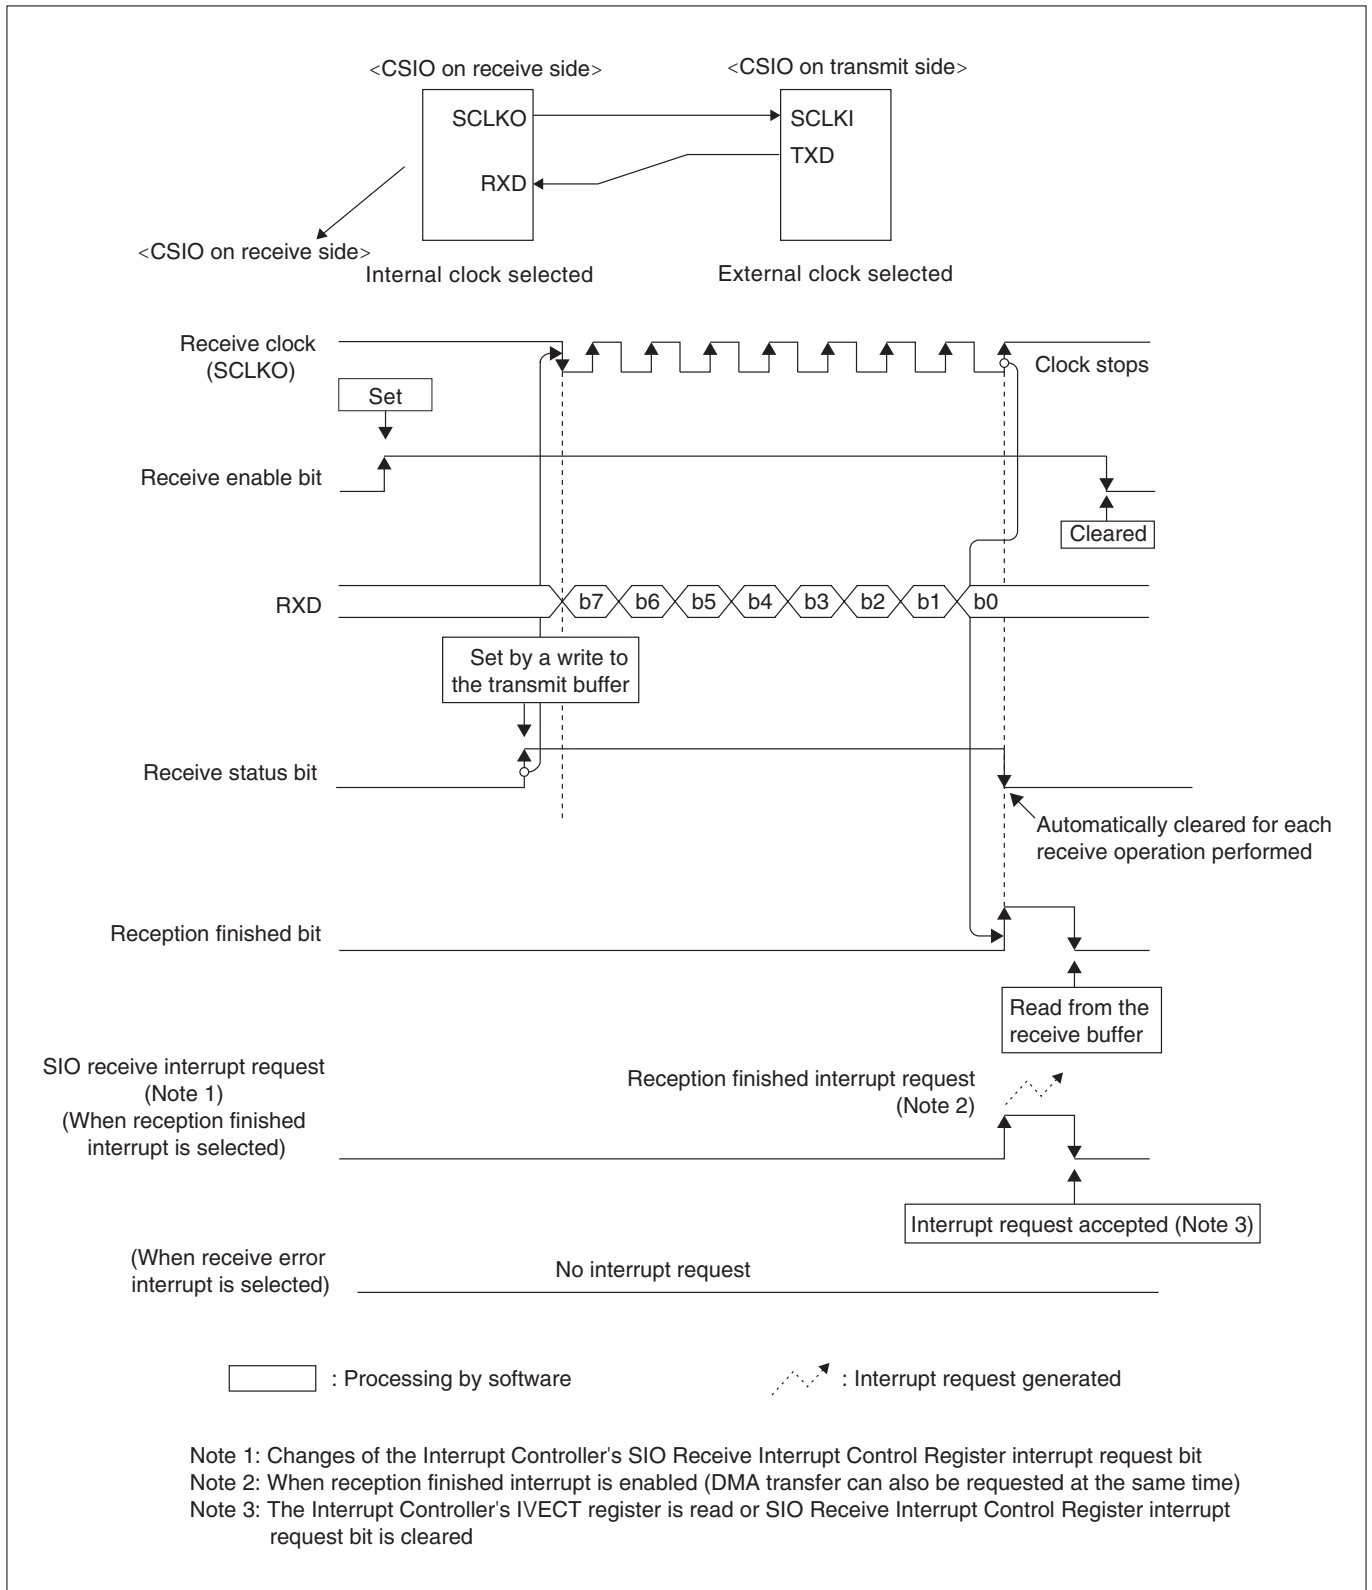 <CSIO on receive side>
<CSIO on transmit side>
SCLKO
SCLKI
TXD
RXD
<CSIO on receive side>
Internal clock selected
External clock selected
Receive clock
(SCLKO)
Clock stops
Set
Receive enable bit
Cleared
RXD
b7 b6 b5 b4 b3 b2 b1 b0
Set by a write to
the transmit buffer
Receive status bit
Automatically cleared for each
receive operation performed
Reception finished bit
Read from the
receive buffer
SIO receive interrupt request
(Note 1)
(When reception finished
interrupt is selected)
Reception finished interrupt request
(Note 2)
Interrupt request accepted (Note 3)
(When receive error
interrupt is selected)
No interrupt request
: Processing by software
: Interrupt request generated
Note 1: Changes of the Interrupt Controller's SIO Receive Interrupt Control Register interrupt request bit
Note 2: When reception finished interrupt is enabled (DMA transfer can also be requested at the same time)
Note 3: The Interrupt Controller's IVECT register is read or SIO Receive Interrupt Control Register interrupt
request bit is cleared